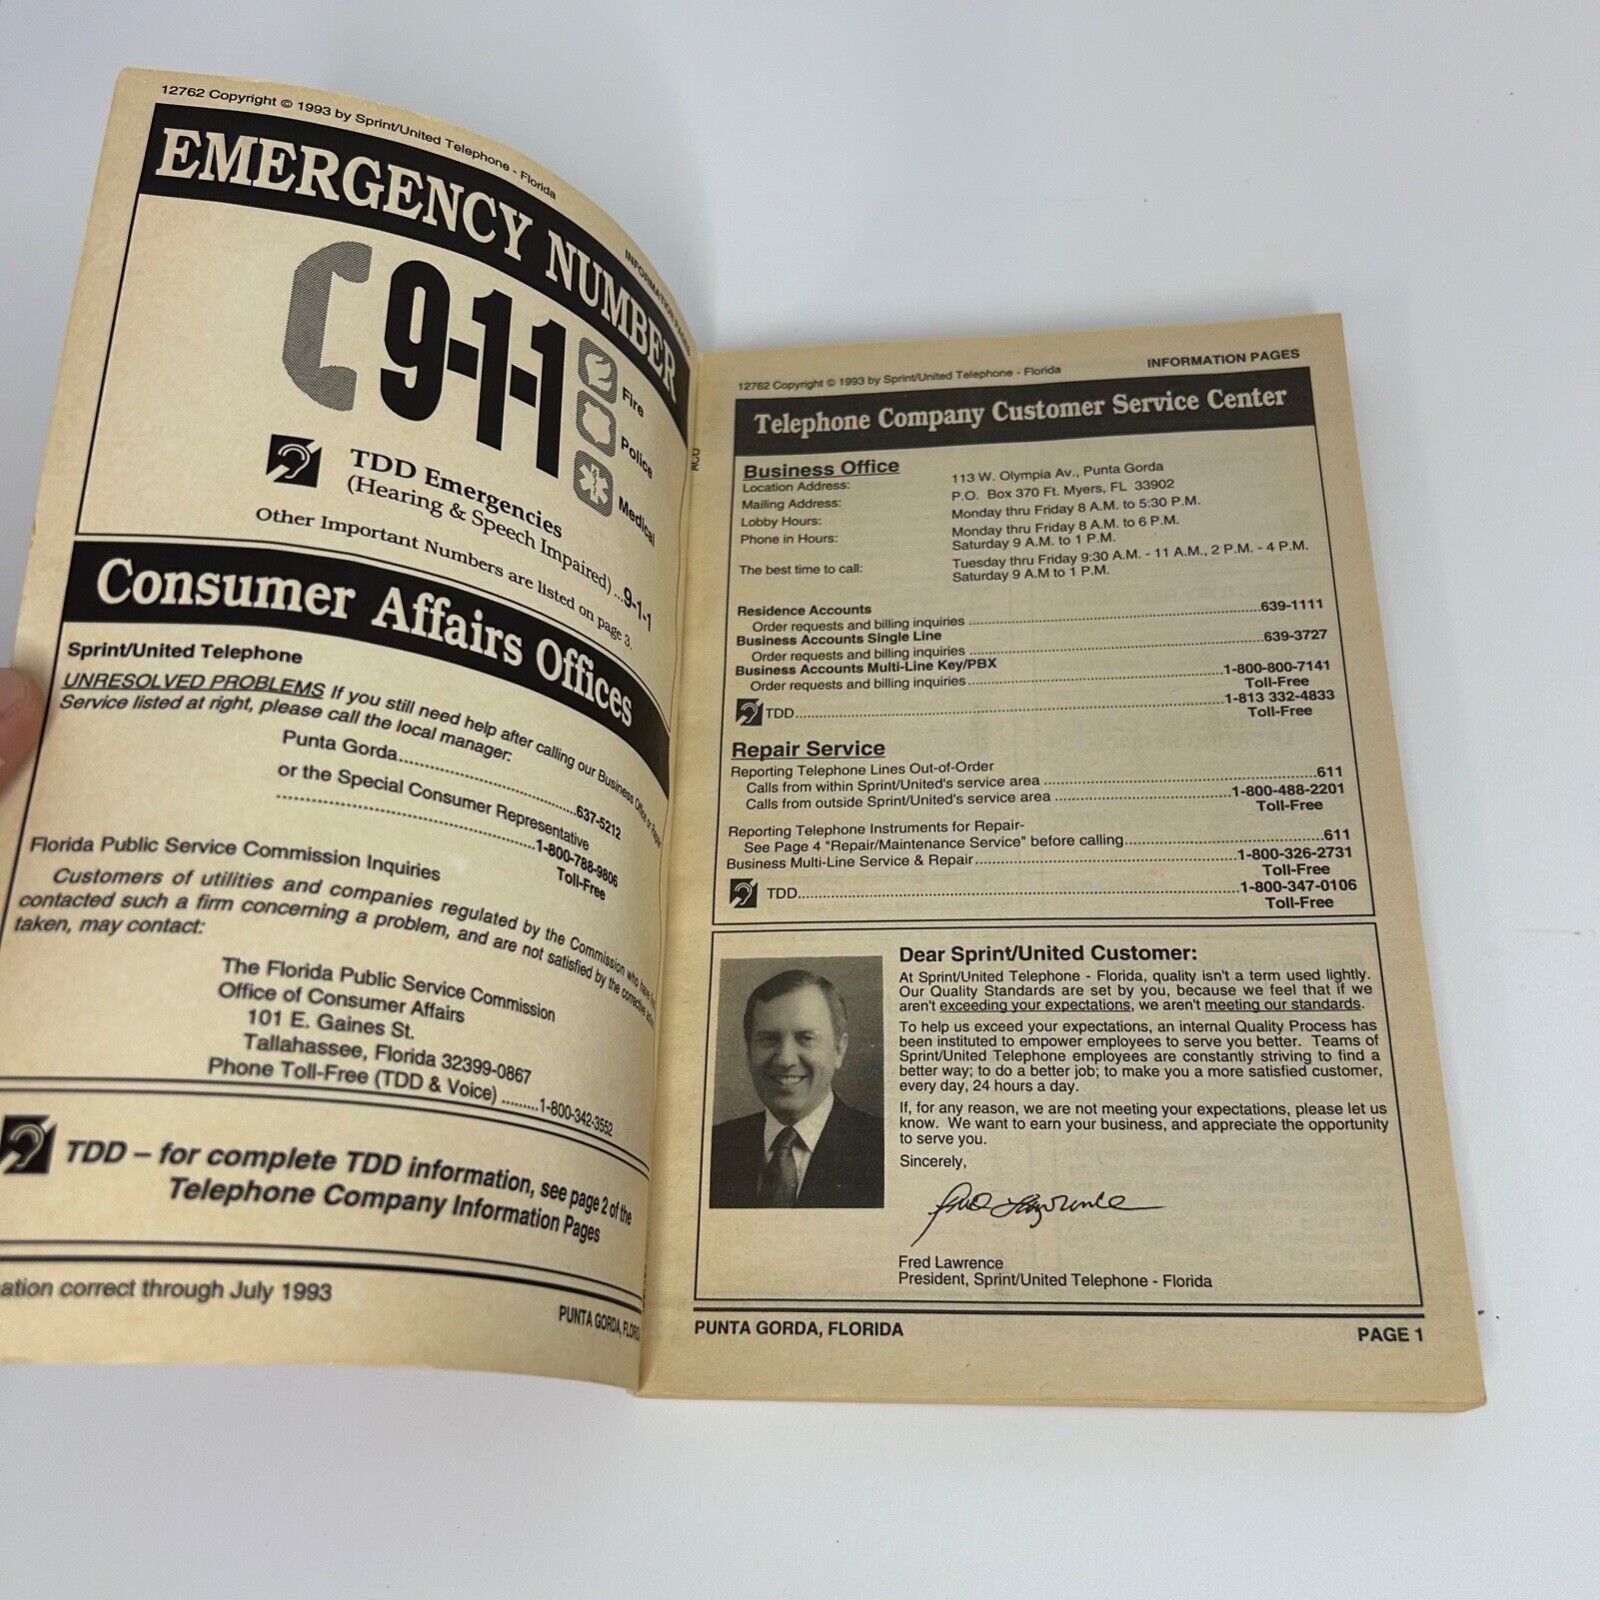 12762 Copyright © 1993 by Sprint/United Telephone - Florida
INFORMATION PAGES
EMERGENCY NUMBER
9-1-1
Fire
Police
Medical
TDD Emergencies
(Hearing & Speech Impaired) ...9-1-1
Other Important Numbers are listed on page 3.
Consumer Affairs Offices
Sprint/United Telephone
UNRESOLVED PROBLEMS If you still need help after calling our Business Office or Repair
Service listed at right, please call the local manager:
Punta Gorda..............................637-5212
or the Special Consumer Representative
..............................1-800-788-9806
Toll-Free
Florida Public Service Commission Inquiries
Customers of utilities and companies regulated by the Commission who have
contacted such a firm concerning a problem, and are not satisfied by the corrective
taken, may contact:
The Florida Public Service Commission
Office of Consumer Affairs
101 E. Gaines St.
Tallahassee, Florida 32399-0867
Phone Toll-Free (TDD & Voice) .........1-800-342-3552
TDD – for complete TDD information, see page 2 of the
Telephone Company Information Pages
ation correct through July 1993
PUNTA GORDA, FLORID
12762 Copyright © 1993 by Sprint/United Telephone - Florida
INFORMATION PAGES
Telephone Company Customer Service Center
Business Office
Location Address: 113 W. Olympia Av., Punta Gorda
Mailing Address: P.O. Box 370 Ft. Myers, FL 33902
Lobby Hours: Monday thru Friday 8 A.M. to 5:30 P.M.
Phone in Hours: Monday thru Friday 8 A.M. to 6 P.M.
Saturday 9 A.M. to 1 P.M.
The best time to call: Tuesday thru Friday 9:30 A.M. - 11 A.M., 2 P.M. - 4 P.M.
Saturday 9 A.M to 1 P.M.
Residence Accounts
Order requests and billing inquiries ..............................639-1111
Business Accounts Single Line
Order requests and billing inquiries ..............................639-3727
Business Accounts Multi-Line Key/PBX
Order requests and billing inquiries..............................1-800-800-7141
Toll-Free
TDD..............................1-813 332-4833
Toll-Free
Repair Service
Reporting Telephone Lines Out-of-Order
Calls from within Sprint/United's service area ..............................611
Calls from outside Sprint/United's service area ..............................1-800-488-2201
Toll-Free
Reporting Telephone Instruments for Repair-
See Page 4 "Repair/Maintenance Service" before calling..............................611
Business Multi-Line Service & Repair..............................1-800-326-2731
Toll-Free
TDD..............................1-800-347-0106
Toll-Free
Dear Sprint/United Customer:
At Sprint/United Telephone - Florida, quality isn't a term used lightly.
Our Quality Standards are set by you, because we feel that if we
aren't exceeding your expectations, we aren't meeting our standards.
To help us exceed your expectations, an internal Quality Process has
been instituted to empower employees to serve you better. Teams of
Sprint/United Telephone employees are constantly striving to find a
better way; to do a better job; to make you a more satisfied customer,
every day, 24 hours a day.
If, for any reason, we are not meeting your expectations, please let us
know. We want to earn your business, and appreciate the opportunity
to serve you.
Sincerely,
Fred Lawrence
Fred Lawrence
President, Sprint/United Telephone - Florida
PUNTA GORDA, FLORIDA
PAGE 1